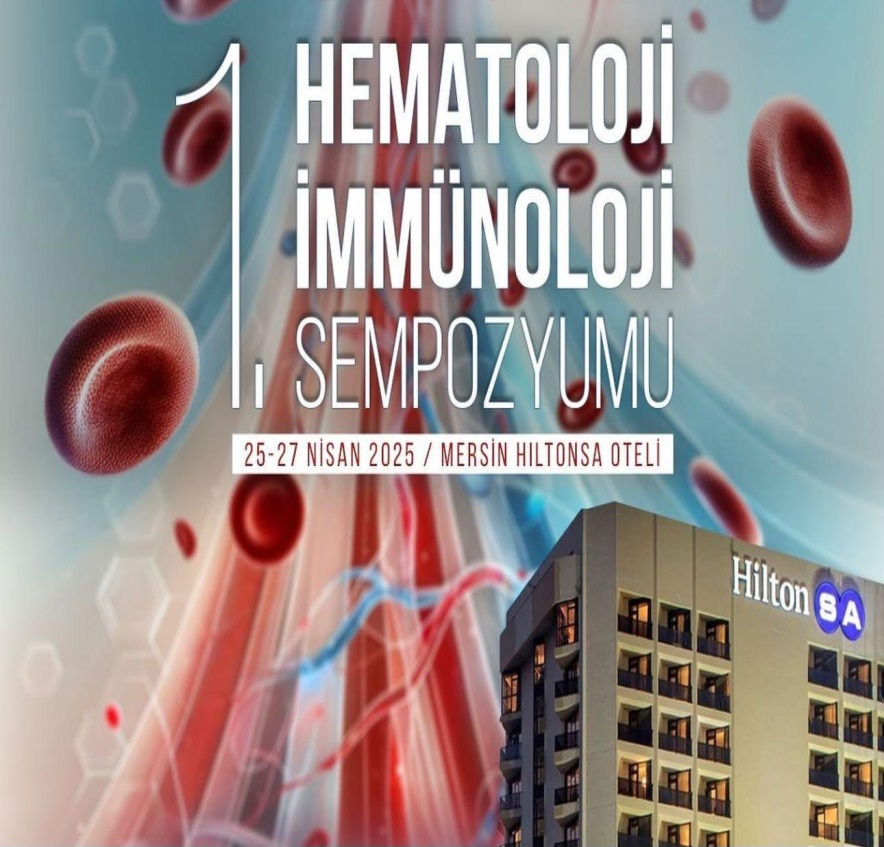 1.
HEMATOLOJİ
İMMÜNOLOJİ
SEMPOZYUMU
25-27 NİSAN 2025 / MERSİN HILTONSA OTELİ
Hilton SA